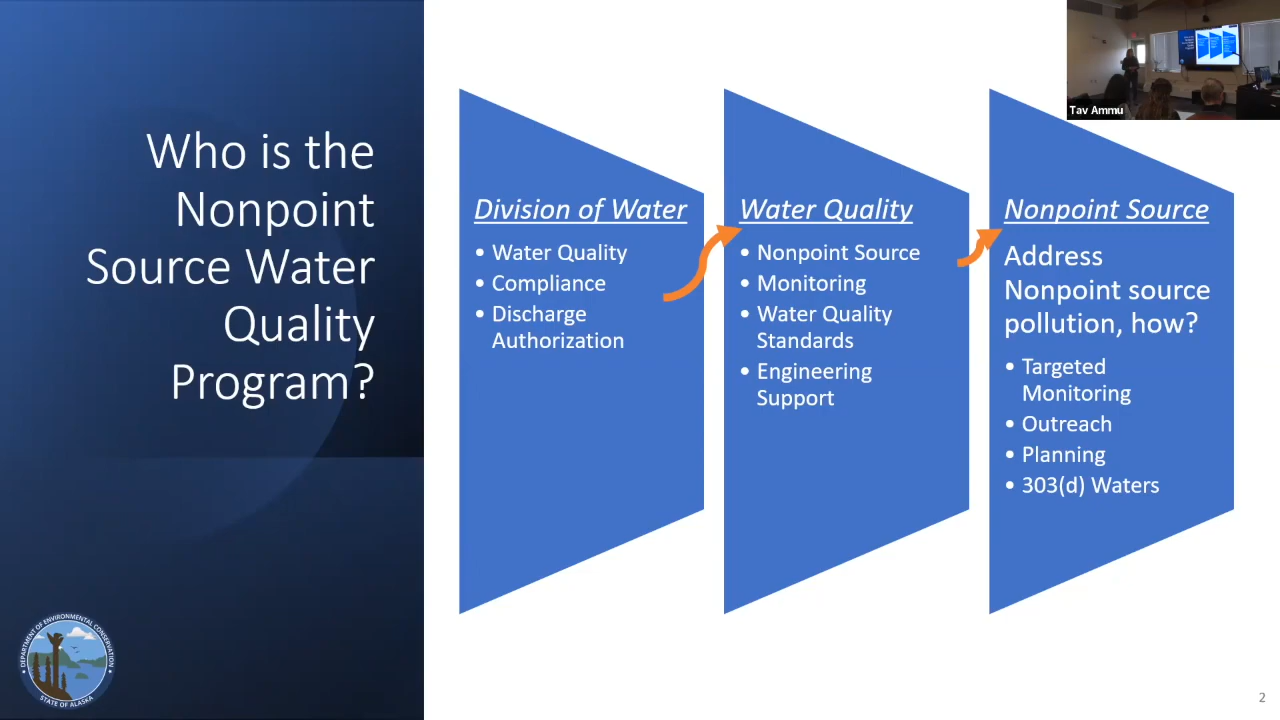 Who is the
Nonpoint
Source Water
Quality
Program?
DEPARTMENT OF ENVIRONMENTAL CONSERVATION
STATE OF ALASKA
Division of Water
• Water Quality
• Compliance
• Discharge
Authorization
Water Quality
• Nonpoint Source
• Monitoring
• Water Quality
Standards
• Engineering
Support
Nonpoint Source
Address
Nonpoint source
pollution, how?
• Targeted
Monitoring
• Outreach
• Planning
• 303(d) Waters
Tav Ammu
2